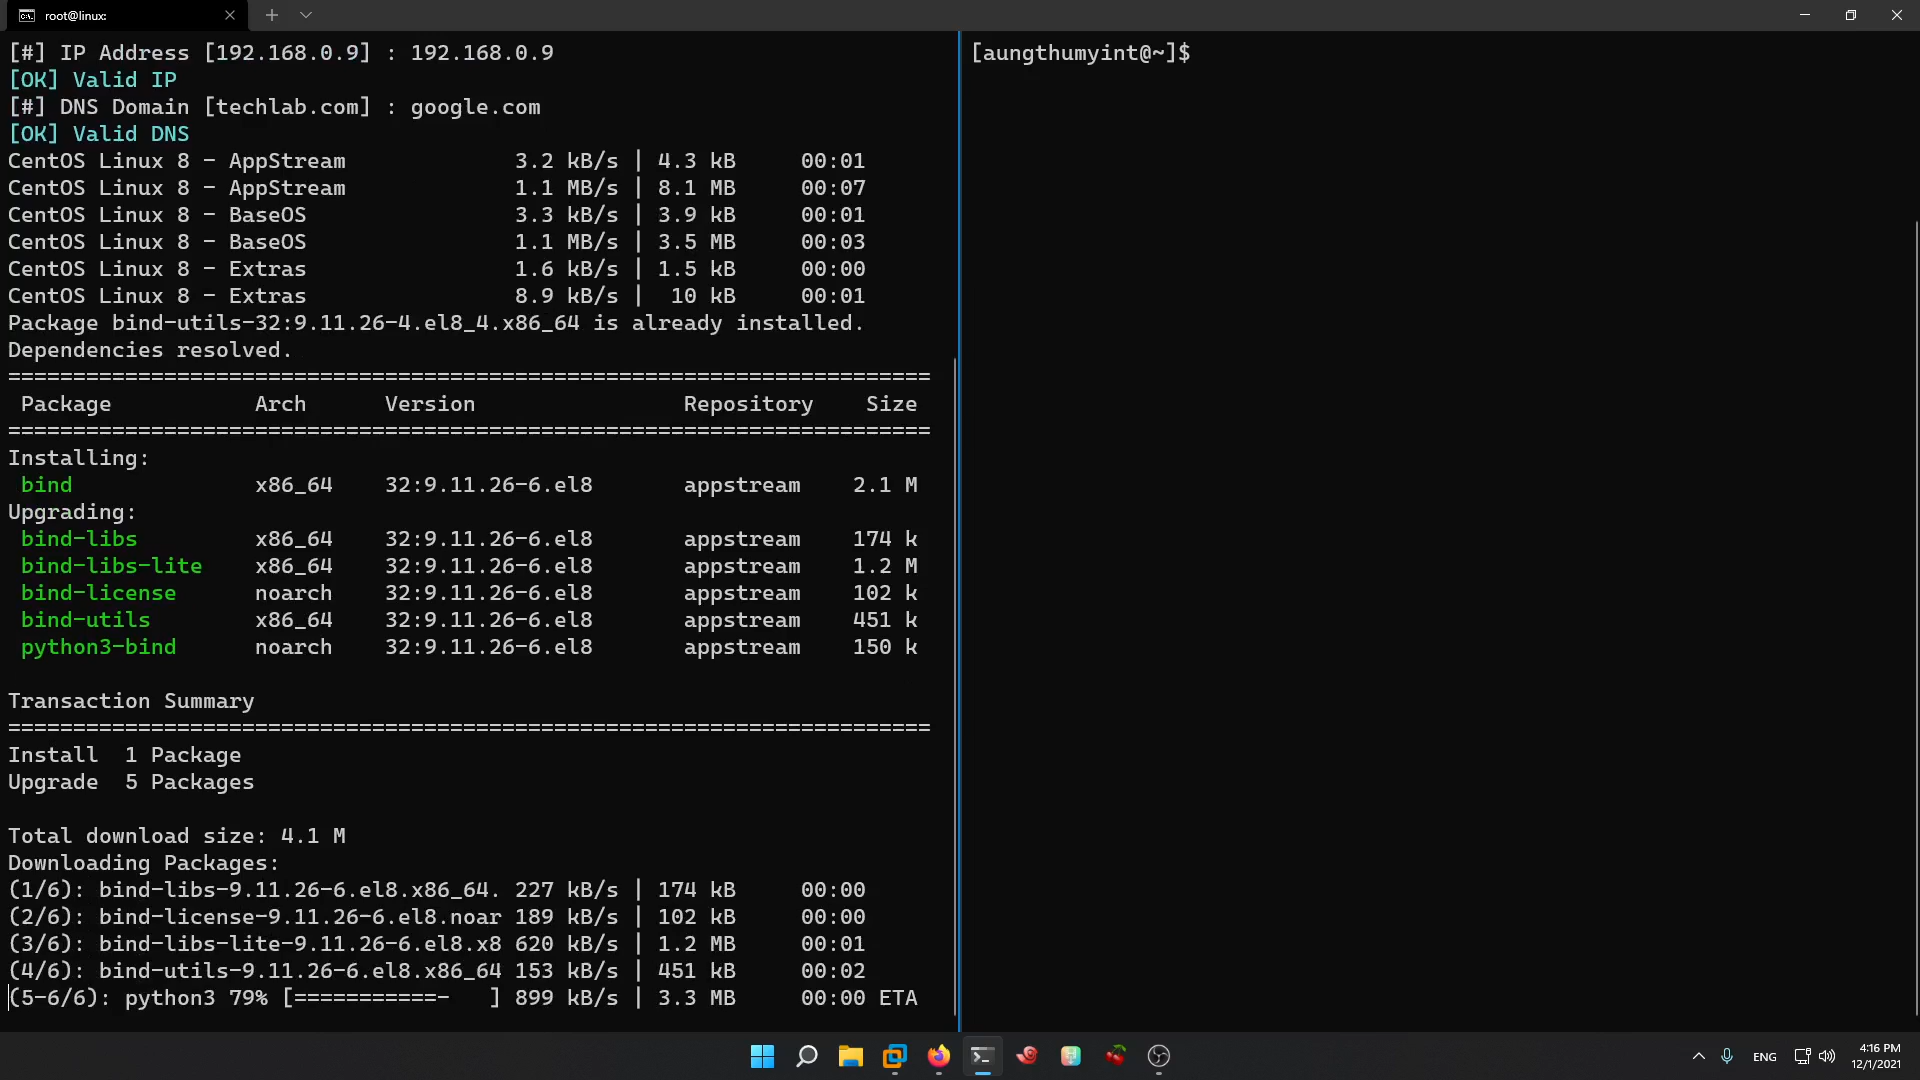 root@linux:
[#] IP Address [192.168.0.9] : 192.168.0.9
[OK] Valid IP
[#] DNS Domain [techlab.com] : google.com
[OK] Valid DNS
CentOS Linux 8 - AppStream 3.2 kB/s | 4.3 kB 00:01
CentOS Linux 8 - AppStream 1.1 MB/s | 8.1 MB 00:07
CentOS Linux 8 - BaseOS 3.3 kB/s | 3.9 kB 00:01
CentOS Linux 8 - BaseOS 1.1 MB/s | 3.5 MB 00:03
CentOS Linux 8 - Extras 1.6 kB/s | 1.5 kB 00:00
CentOS Linux 8 - Extras 8.9 kB/s | 10 kB 00:01
Package bind-utils-32:9.11.26-4.el8_4.x86_64 is already installed.
Dependencies resolved.
=======================================================================
Package Arch Version Repository Size
=======================================================================
Installing:
bind x86_64 32:9.11.26-6.el8 appstream 2.1 M
Upgrading:
bind-libs x86_64 32:9.11.26-6.el8 appstream 174 k
bind-libs-lite x86_64 32:9.11.26-6.el8 appstream 1.2 M
bind-license noarch 32:9.11.26-6.el8 appstream 102 k
bind-utils x86_64 32:9.11.26-6.el8 appstream 451 k
python3-bind noarch 32:9.11.26-6.el8 appstream 150 k
Transaction Summary
=======================================================================
Install 1 Package
Upgrade 5 Packages
Total download size: 4.1 M
Downloading Packages:
(1/6): bind-libs-9.11.26-6.el8.x86_64. 227 kB/s | 174 kB 00:00
(2/6): bind-license-9.11.26-6.el8.noar 189 kB/s | 102 kB 00:00
(3/6): bind-libs-lite-9.11.26-6.el8.x8 620 kB/s | 1.2 MB 00:01
(4/6): bind-utils-9.11.26-6.el8.x86_64 153 kB/s | 451 kB 00:02
(5-6/6): python3 79% [===========- ] 899 kB/s | 3.3 MB 00:00 ETA
[aungthumyint@~]$
ENG
4:16 PM
12/1/2021